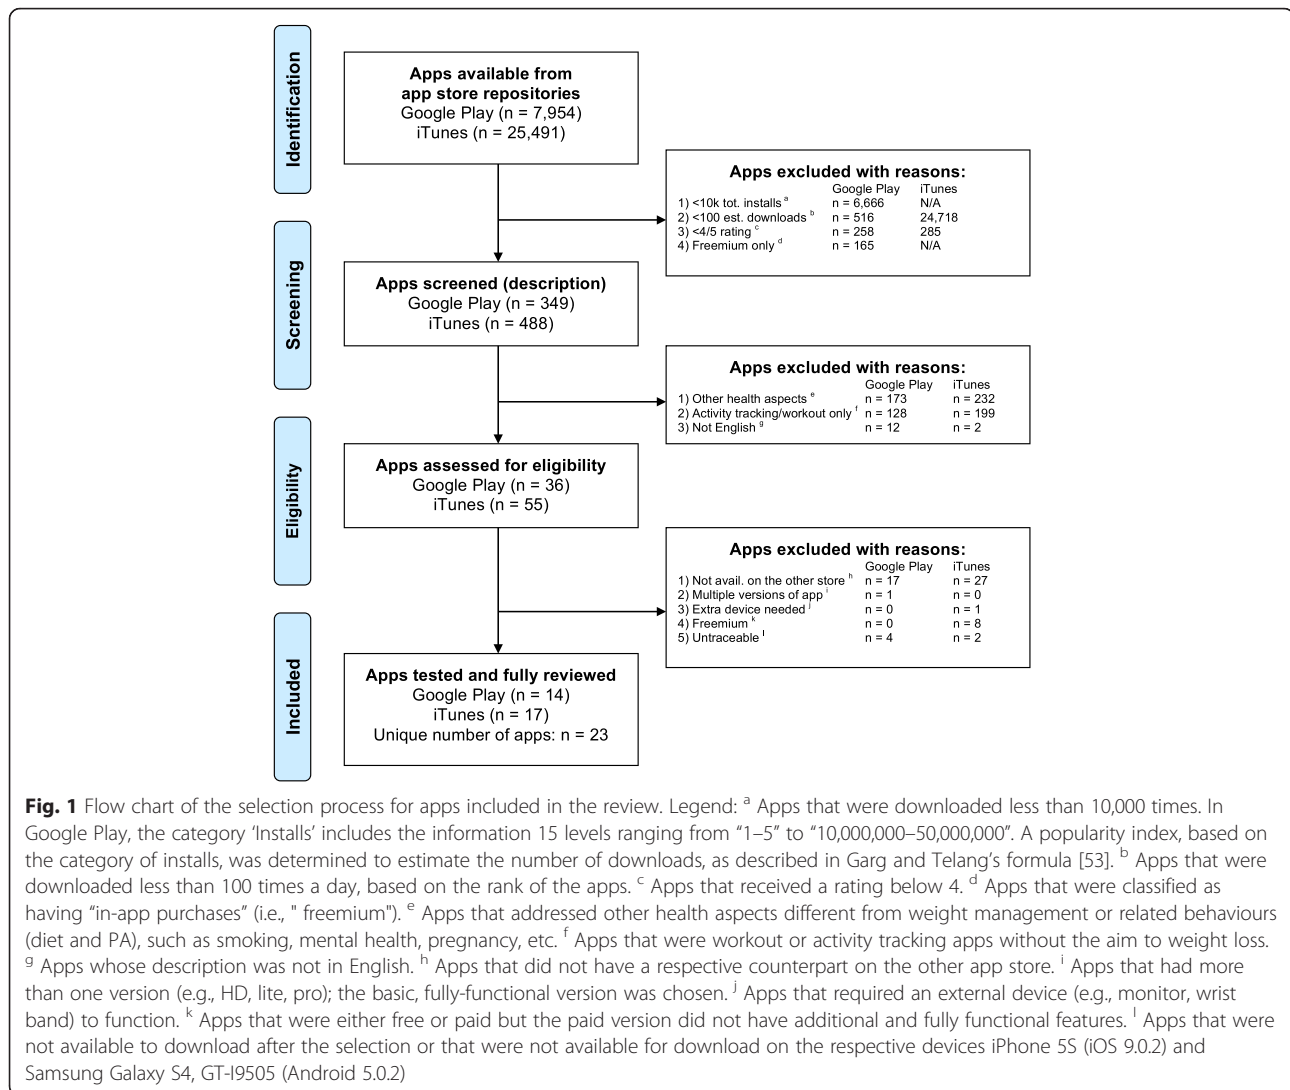 Identification
Apps available from
app store repositories
Google Play (n = 7,954)
iTunes (n = 25,491)
Apps excluded with reasons:
Google Play iTunes
1) <10k tot. installs a n = 6,666 N/A
2) <100 est. downloads b n = 516 24,718
3) <4/5 rating c n = 258 285
4) Freemium only d n = 165 N/A
Screening
Apps screened (description)
Google Play (n = 349)
iTunes (n = 488)
Apps excluded with reasons:
Google Play iTunes
1) Other health aspects e n = 173 n = 232
2) Activity tracking/workout only f n = 128 n = 199
3) Not English g n = 12 n = 2
Eligibility
Apps assessed for eligibility
Google Play (n = 36)
iTunes (n = 55)
Apps excluded with reasons:
Google Play iTunes
1) Not avail. on the other store h n = 17 n = 27
2) Multiple versions of app i n = 1 n = 0
3) Extra device needed j n = 0 n = 1
4) Freemium k n = 0 n = 8
5) Untraceable l n = 4 n = 2
Included
Apps tested and fully reviewed
Google Play (n = 14)
iTunes (n = 17)
Unique number of apps: n = 23
Fig. 1 Flow chart of the selection process for apps included in the review. Legend: a Apps that were downloaded less than 10,000 times. In
Google Play, the category ‘Installs’ includes the information 15 levels ranging from “1–5” to “10,000,000–50,000,000”. A popularity index, based on
the category of installs, was determined to estimate the number of downloads, as described in Garg and Telang’s formula [53]. b Apps that were
downloaded less than 100 times a day, based on the rank of the apps. c Apps that received a rating below 4. d Apps that were classified as
having “in-app purchases” (i.e., " freemium"). e Apps that addressed other health aspects different from weight management or related behaviours
(diet and PA), such as smoking, mental health, pregnancy, etc. f Apps that were workout or activity tracking apps without the aim to weight loss.
g Apps whose description was not in English. h Apps that did not have a respective counterpart on the other app store. i Apps that had more
than one version (e.g., HD, lite, pro); the basic, fully-functional version was chosen. j Apps that required an external device (e.g., monitor, wrist
band) to function. k Apps that were either free or paid but the paid version did not have additional and fully functional features. l Apps that were
not available to download after the selection or that were not available for download on the respective devices iPhone 5S (iOS 9.0.2) and
Samsung Galaxy S4, GT-I9505 (Android 5.0.2)